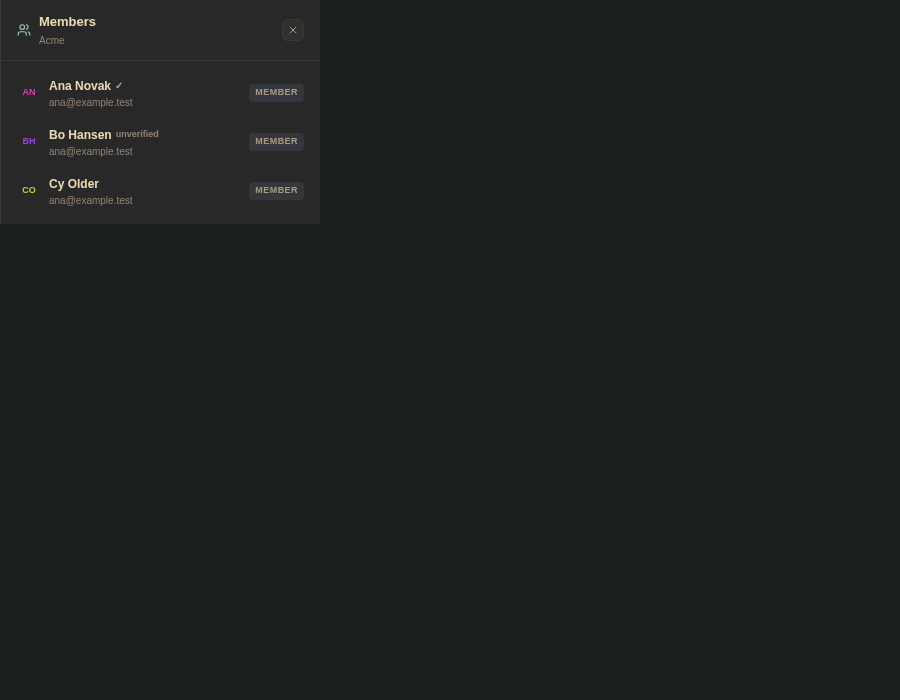 Members
Acme
AN Ana Novak ✓ MEMBER
ana@example.test
BH Bo Hansen unverified MEMBER
ana@example.test
CO Cy Older MEMBER
ana@example.test